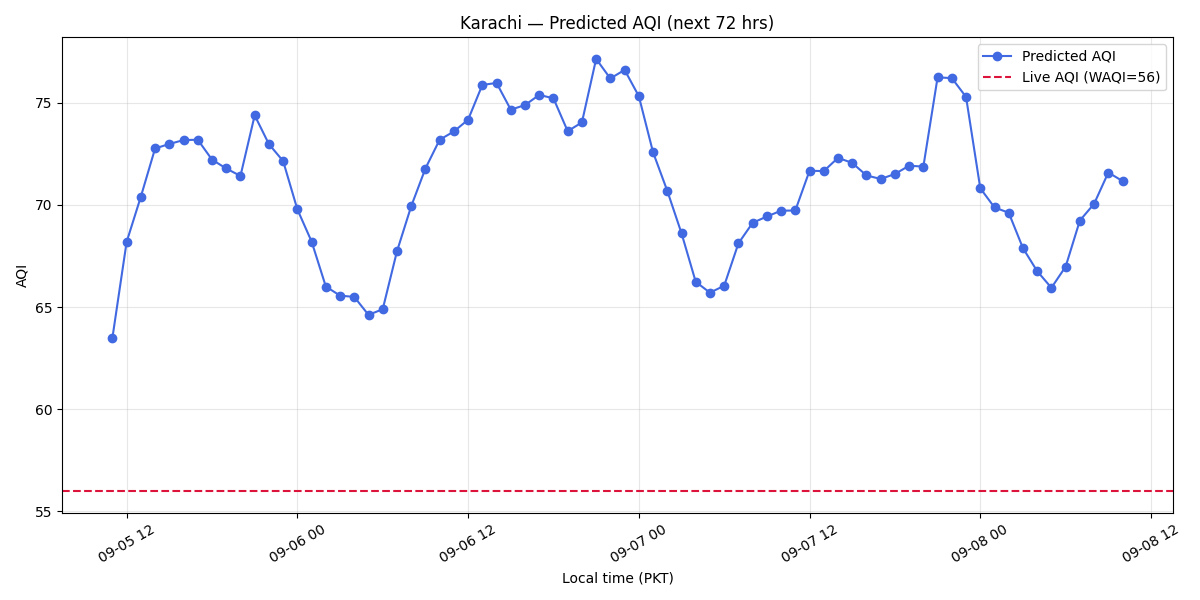 Karachi — Predicted AQI (next 72 hrs)
Predicted AQI
Live AQI (WAQI=56)
75
70
65
60
55
AQI
09-05 12
09-06 00
09-06 12
09-07 00
09-07 12
09-08 00
09-08 12
Local time (PKT)